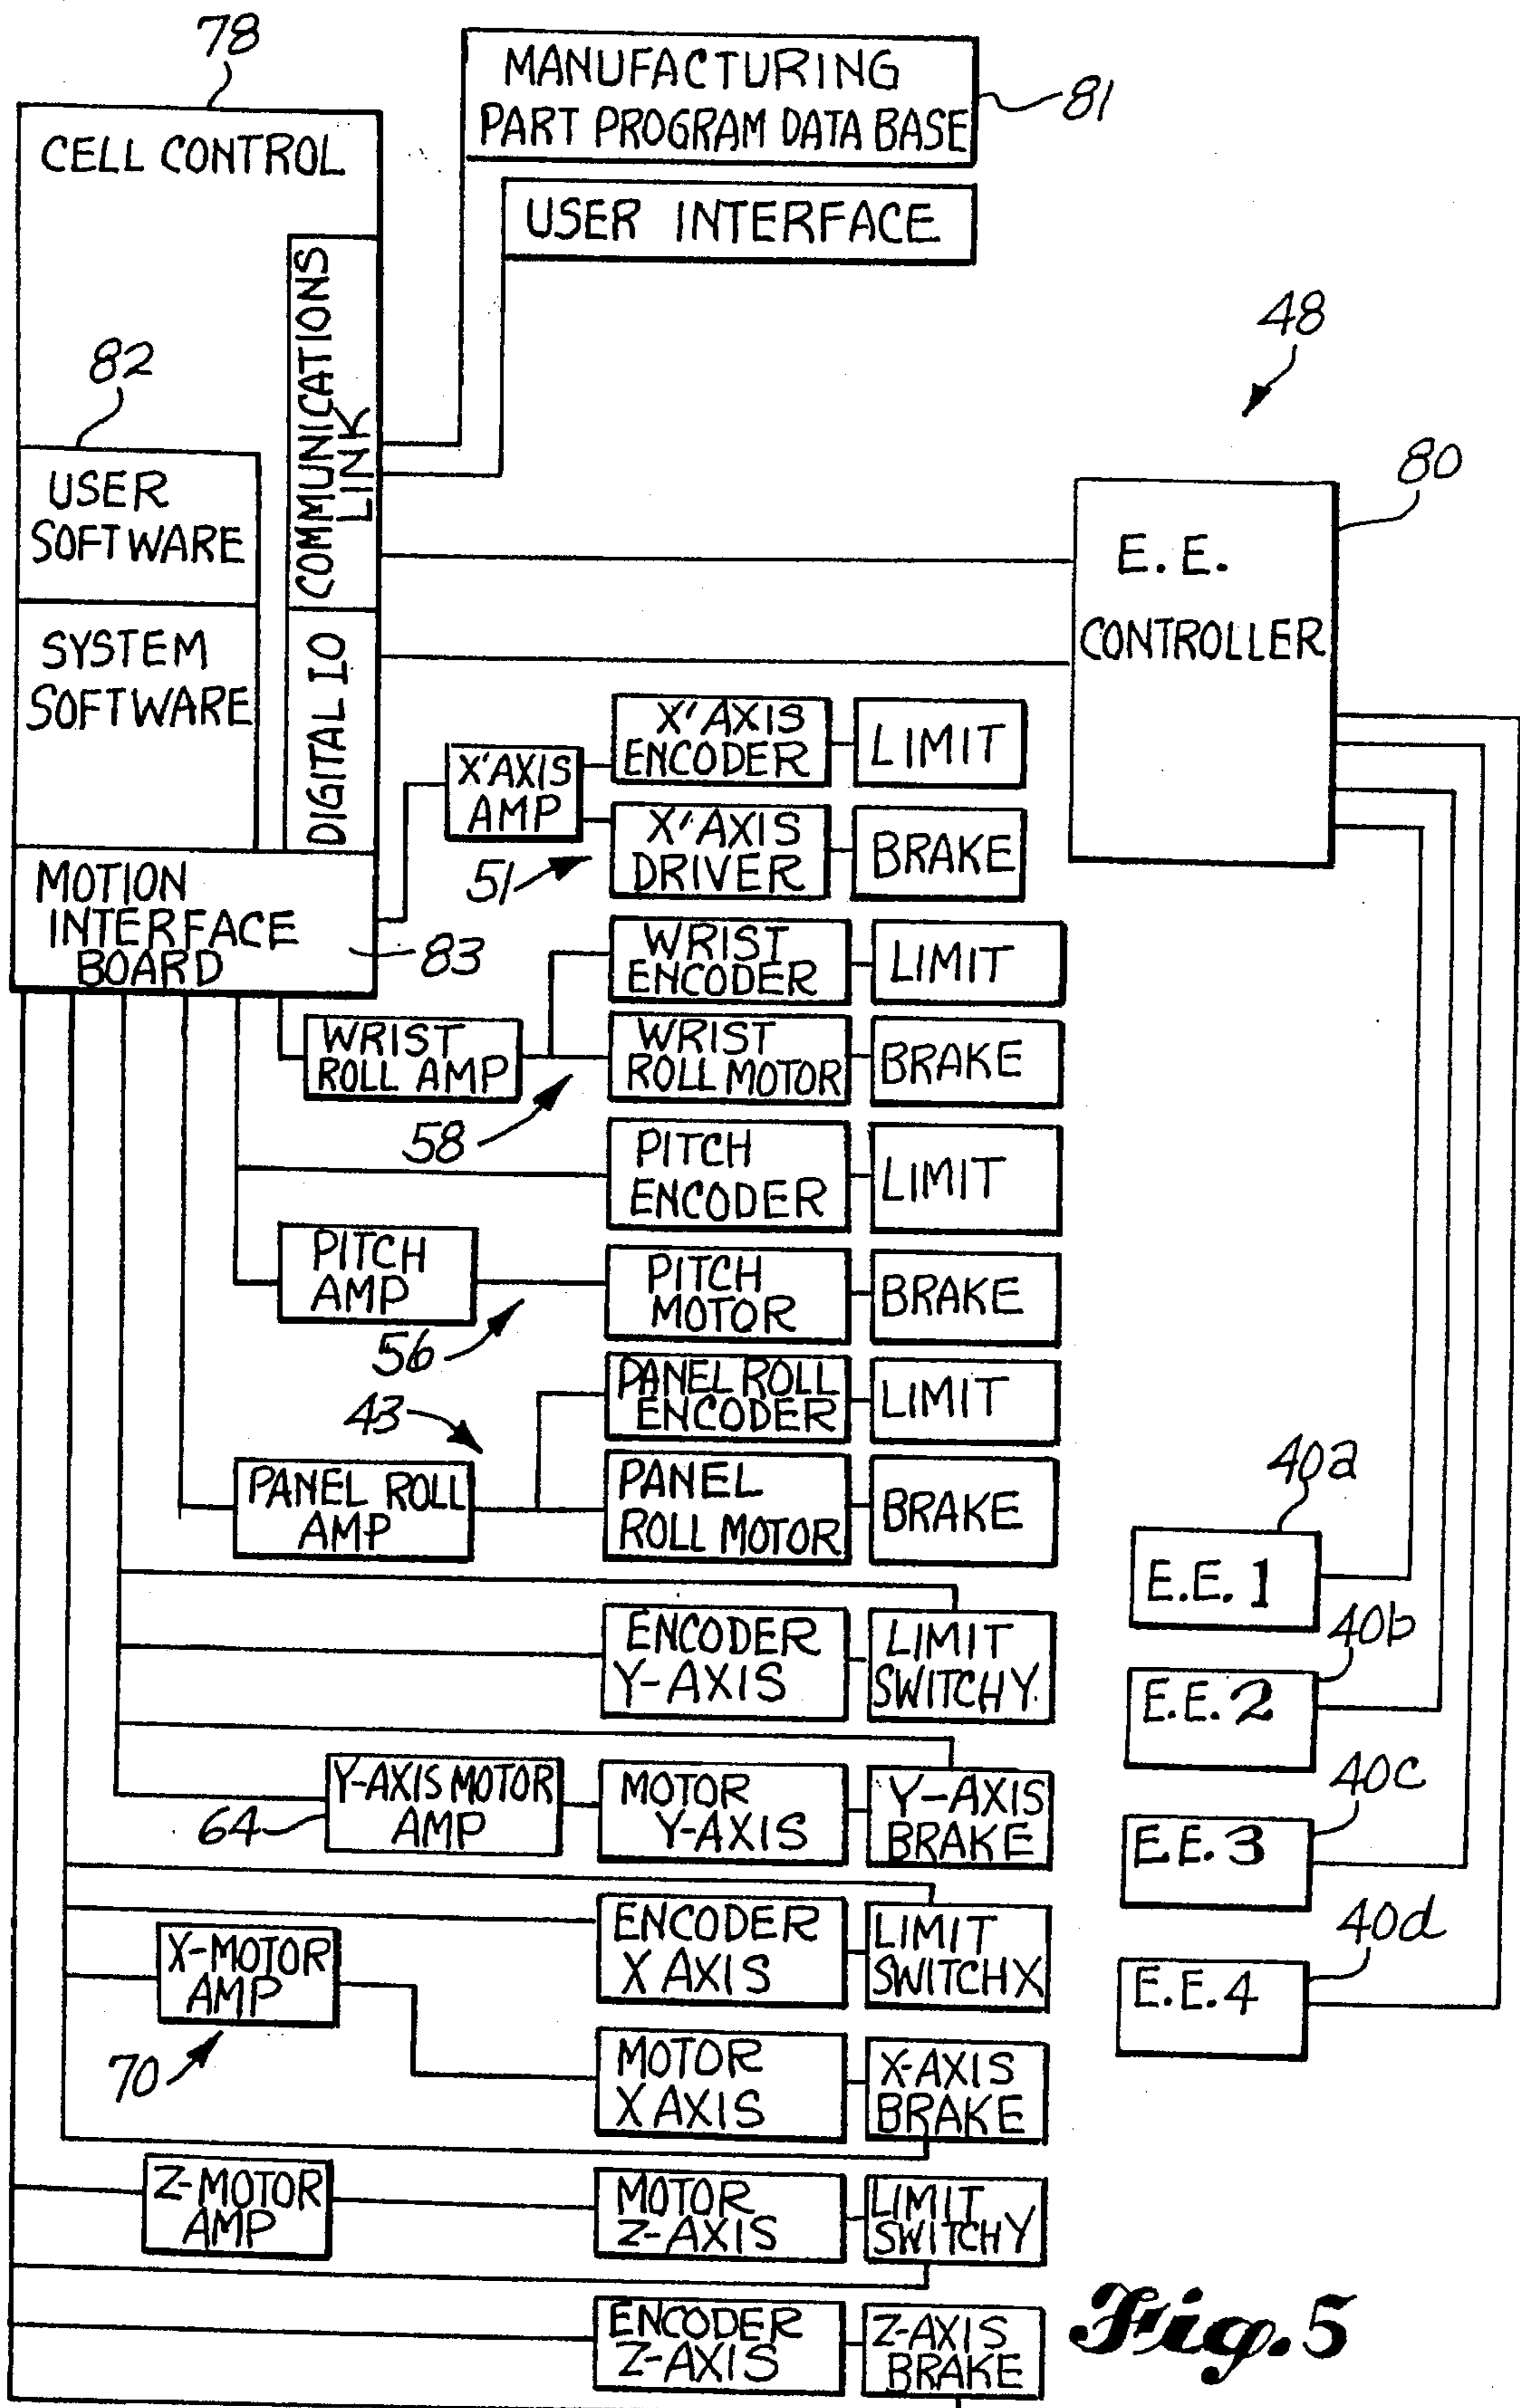 78
MANUFACTURING
PART PROGRAM DATA BASE
81
CELL CONTROL
USER INTERFACE
COMMUNICATIONS
LINK
48
82
USER
SOFTWARE
80
E. E.
CONTROLLER
SYSTEM
SOFTWARE
DIGITAL IO
X'AXIS
AMP
X'AXIS
ENCODER
LIMIT
51
X'AXIS
DRIVER
BRAKE
MOTION
INTERFACE
BOARD
83
WRIST
ENCODER
LIMIT
WRIST
ROLL AMP
WRIST
ROLL MOTOR
BRAKE
58
PITCH
ENCODER
LIMIT
PITCH
AMP
PITCH
MOTOR
BRAKE
56
43
PANEL ROLL
ENCODER
LIMIT
PANEL ROLL
AMP
PANEL
ROLL MOTOR
BRAKE
40a
E.E.1
ENCODER
Y-AXIS
LIMIT
SWITCHY.
40b
E.E.2
64
Y-AXIS MOTOR
AMP
MOTOR
Y-AXIS
Y-AXIS
BRAKE
40c
E.E.3
ENCODER
X AXIS
LIMIT
SWITCHX
40d
E.E.4
X-MOTOR
AMP
70
MOTOR
X AXIS
X-AXIS
BRAKE
Z-MOTOR
AMP
MOTOR
Z-AXIS
LIMIT
SWITCHY
ENCODER
Z-AXIS
Z-AXIS
BRAKE
Fig. 5